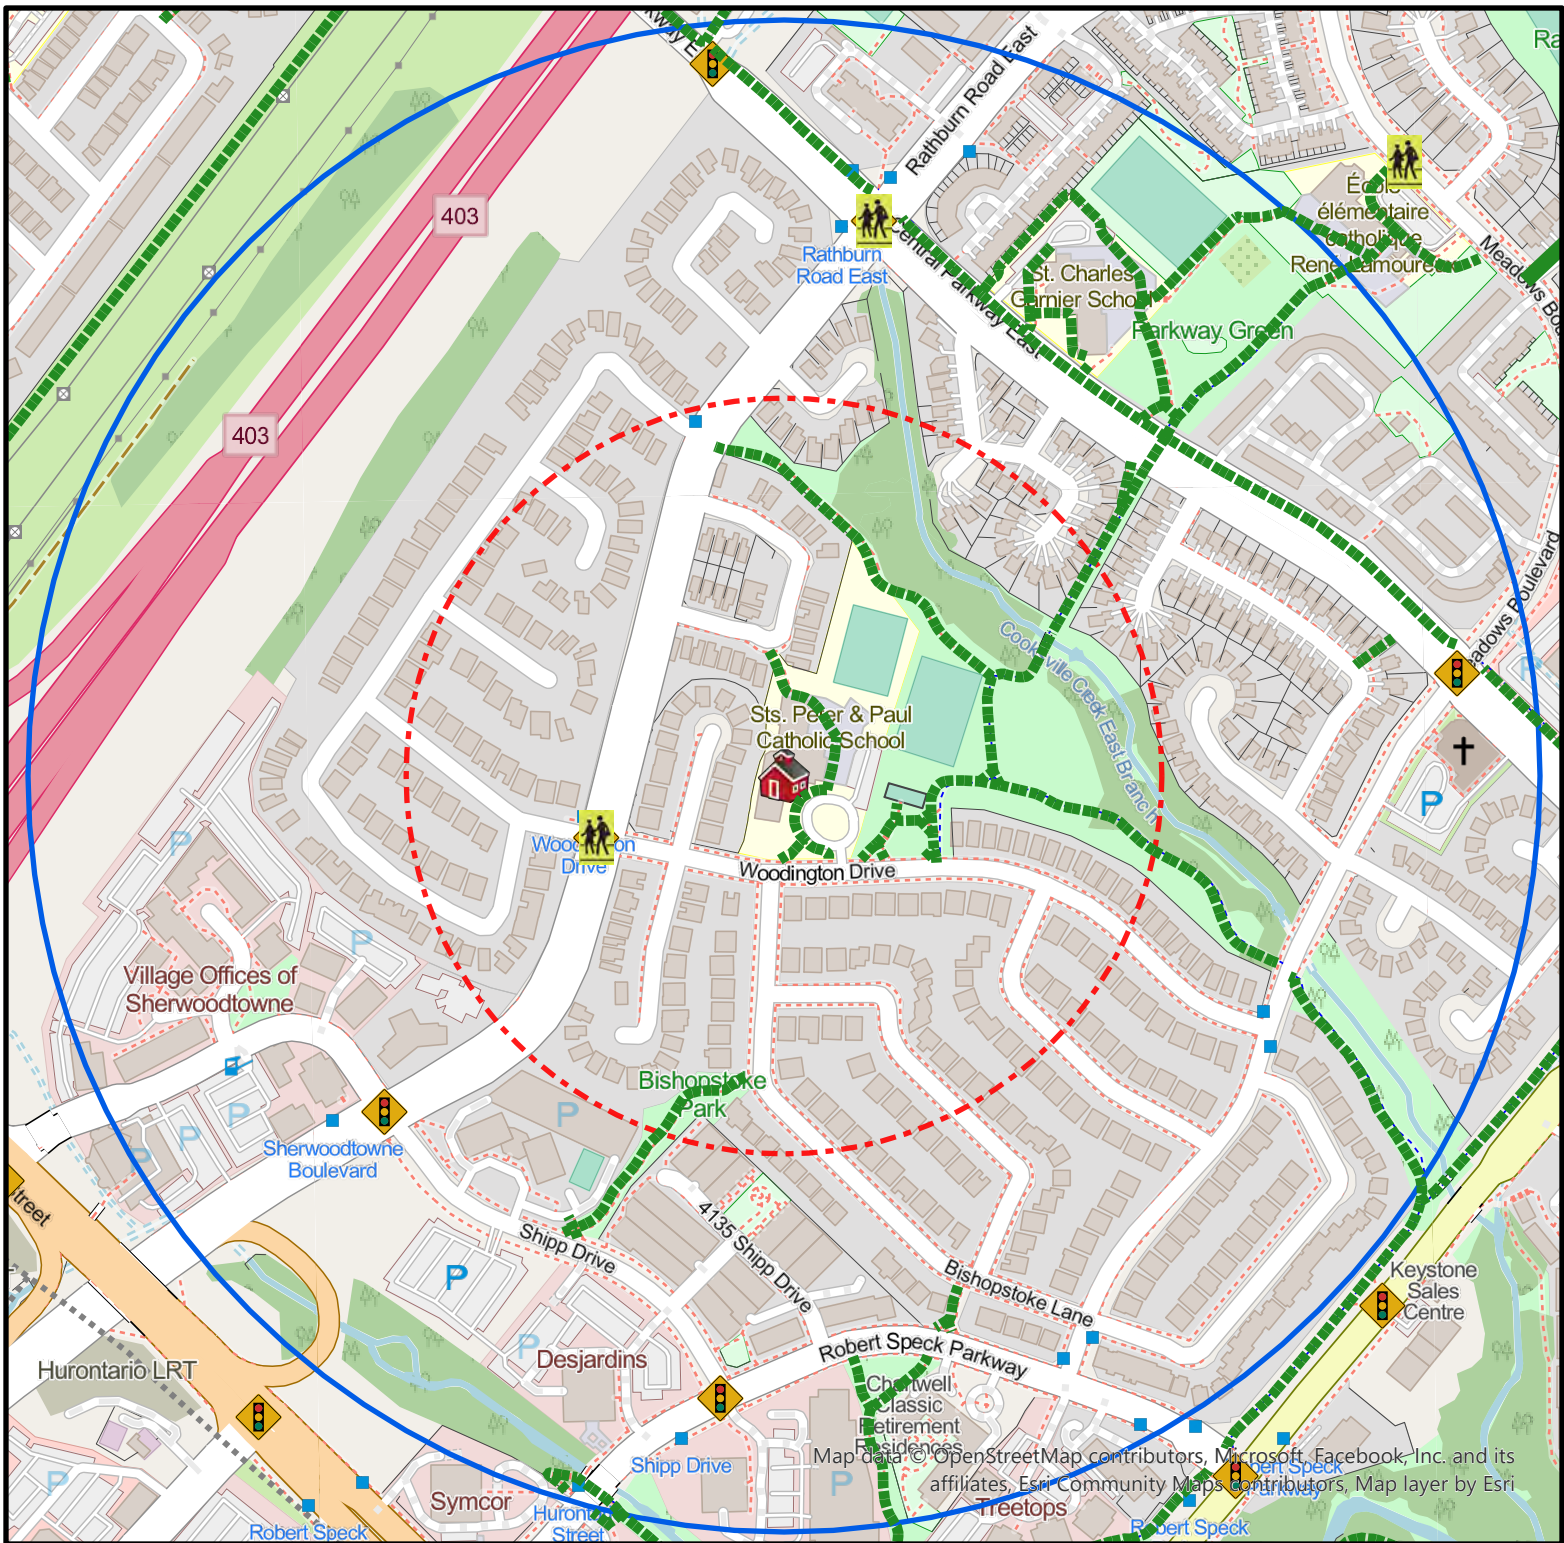 Rathburn Road East
403
École
élémentaire
catholique
Rathburn
Road East
Central Parkway East
St. Charles
Garnier School
Meadows
Parkway Green
403
Cooksville Creek East Branch
Sts. Peter & Paul
Catholic School
P
P
Drive
Woodington Drive
P
Village Offices of
Sherwoodtowne
Bishopstoke
Park
P
P
P
P
Sherwoodtowne
Boulevard
treet
4135 Shipp Drive
Shipp Drive
P
Bishopstoke Lane
Keystone
Sales
Centre
Robert Speck Parkway
P
Desjardins
Hurontario LRT
Chartwell
Classic
Retirement
Residences
Map data © OpenStreetMap contributors, Microsoft, Facebook, Inc. and its
affiliates, Esri Community Maps contributors, Map layer by Esri
Shipp Drive
P
P
Symcor
Treetops
Street
Robert Speck
Robert Speck